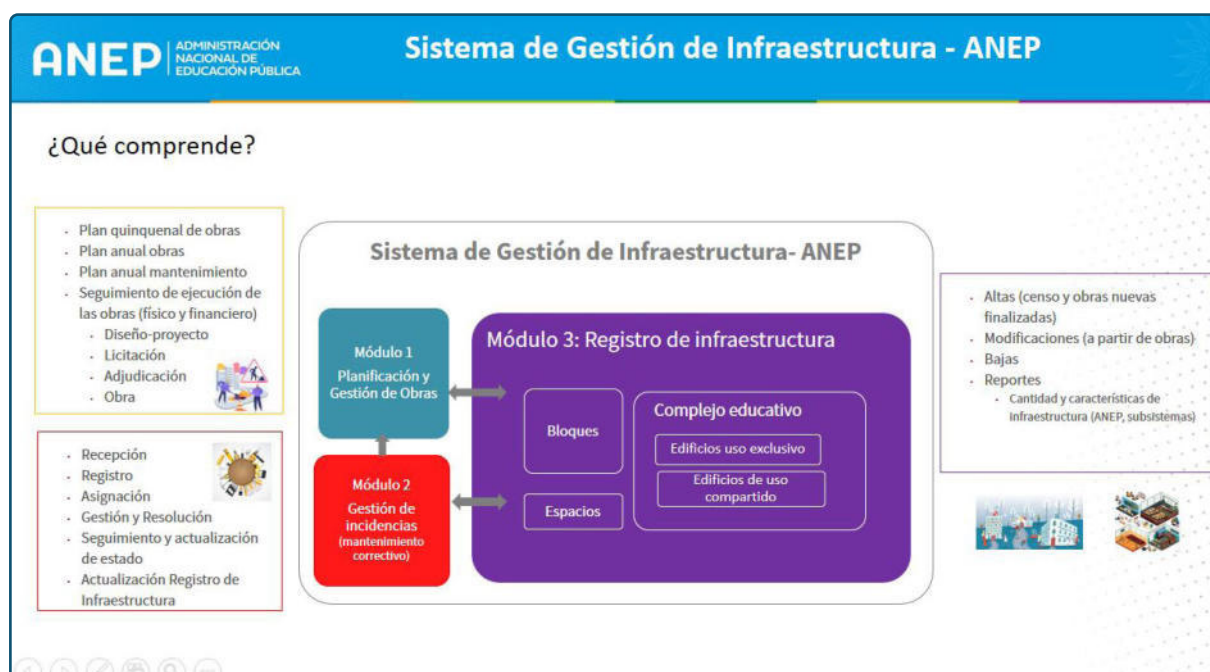 ANEP
ADMINISTRACIÓN
NACIONAL DE
EDUCACIÓN PÚBLICA
Sistema de Gestión de Infraestructura - ANEP
¿Qué comprende?
· Plan quinquenal de obras
· Plan anual obras
· Plan anual mantenimiento
· Seguimiento de ejecución de
las obras (físico y financiero)
· Diseño-proyecto
· Licitación
· Adjudicación
· Obra
· Recepción
· Registro
· Asignación
· Gestión y Resolución
· Seguimiento y actualización
de estado
· Actualización Registro de
Infraestructura
Sistema de Gestión de Infraestructura- ANEP
Módulo 1
Planificación y
Gestión de Obras
Módulo 2
Gestión de
incidencias
(mantenimiento
correctivo)
Módulo 3: Registro de infraestructura
Bloques
Espacios
Complejo educativo
Edificios uso exclusivo
Edificios de uso
compartido
· Altas (censo y obras nuevas
finalizadas)
· Modificaciones (a partir de obras)
· Bajas
· Reportes
· Cantidad y características de
infraestructura (ANEP, subsistemas)